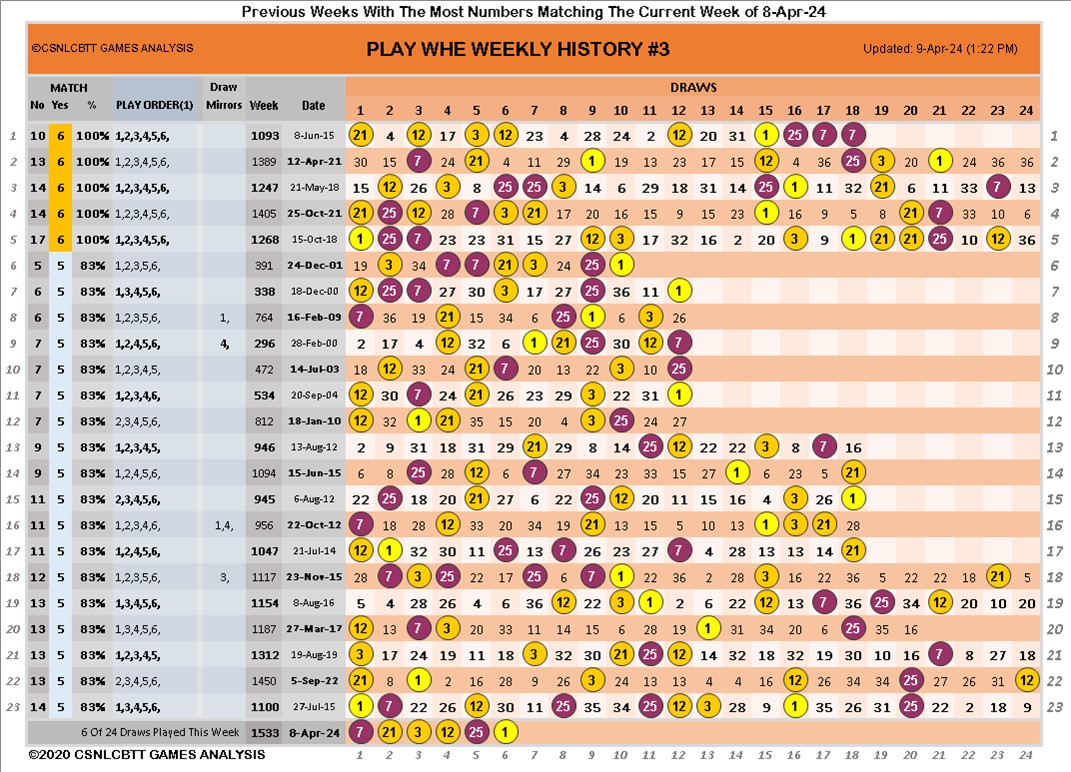 Previous Weeks With The Most Numbers Matching The Current Week of 8-Apr-24
©CSNLCBTT GAMES ANALYSIS PLAY WHE WEEKLY HISTORY #3 Updated: 9-Apr-24 (1:22 PM)
MATCH Draw DRAWS
No Yes % PLAY ORDER(1) Mirrors Week Date 1 2 3 4 5 6 7 8 9 10 11 12 13 14 15 16 17 18 19 20 21 22 23 24
1 10 6 100% 1,2,3,4,5,6, 1093 8-Jun-15 21 4 12 17 3 12 23 4 28 24 2 12 20 31 1 25 7 7 1
2 13 6 100% 1,2,3,4,5,6, 1389 12-Apr-21 30 15 7 24 21 4 11 29 1 19 13 23 17 15 12 4 36 25 3 20 1 24 36 36 2
3 14 6 100% 1,2,3,4,5,6, 1247 21-May-18 15 12 26 3 8 25 7 3 14 6 29 18 31 14 25 1 11 32 21 6 11 33 7 13 3
4 14 6 100% 1,2,3,4,5,6, 1405 25-Oct-21 21 25 12 28 7 3 21 17 20 16 15 9 15 23 1 16 9 5 8 21 7 33 10 6 4
5 17 6 100% 1,2,3,4,5,6, 1268 15-Oct-18 1 25 7 23 23 31 15 27 12 3 17 32 16 2 20 3 9 1 21 21 25 10 12 36 5
6 5 5 83% 1,2,3,5,6, 391 24-Dec-01 19 3 34 7 7 21 3 24 25 1 6
7 6 5 83% 1,3,4,5,6, 338 18-Dec-00 12 25 7 27 30 3 17 27 25 36 11 1 7
8 6 5 83% 1,2,3,5,6, 1, 764 16-Feb-09 7 36 19 21 15 34 6 25 1 6 3 26 8
9 7 5 83% 1,2,4,5,6, 4, 296 28-Feb-00 2 17 4 12 32 6 1 21 25 30 12 7 9
10 7 5 83% 1,2,3,4,5, 472 14-Jul-03 18 12 33 24 21 7 20 13 22 3 10 25 10
11 7 5 83% 1,2,3,4,6, 534 20-Sep-04 12 30 7 24 21 26 23 29 3 22 31 1 11
12 7 5 83% 2,3,4,5,6, 812 18-Jan-10 12 32 1 21 35 15 20 4 3 25 24 27 12
13 9 5 83% 1,2,3,4,5, 946 13-Aug-12 2 9 31 18 31 29 21 29 8 14 25 12 22 22 3 8 7 16 13
14 9 5 83% 1,2,4,5,6, 1094 15-Jun-15 6 8 25 28 12 6 7 27 34 23 33 15 27 1 6 23 5 21 14
15 11 5 83% 2,3,4,5,6, 945 6-Aug-12 22 25 18 20 21 27 6 22 25 12 20 11 15 16 4 3 26 1 15
16 11 5 83% 1,2,3,4,6, 1,4, 956 22-Oct-12 7 18 28 12 33 20 34 19 21 13 15 5 10 13 1 3 21 28 16
17 11 5 83% 1,2,4,5,6, 1047 21-Jul-14 12 1 32 30 11 25 13 7 26 23 27 7 4 28 13 13 14 21 17
18 12 5 83% 1,2,3,5,6, 3, 1117 23-Nov-15 28 7 3 25 22 17 25 6 7 1 22 36 2 28 3 16 22 36 5 22 22 18 21 5 18
19 13 5 83% 1,3,4,5,6, 1154 8-Aug-16 5 4 28 26 4 6 36 12 22 3 1 2 6 22 12 13 7 36 25 34 12 20 10 20 19
20 13 5 83% 1,3,4,5,6, 1187 27-Mar-17 12 13 7 3 20 33 11 14 15 6 28 19 1 31 34 20 6 25 35 16 20
21 13 5 83% 1,2,3,4,5, 1312 19-Aug-19 3 17 24 19 11 18 3 32 30 21 25 12 14 32 18 32 19 30 10 16 7 8 27 18 21
22 13 5 83% 2,3,4,5,6, 1450 5-Sep-22 21 8 1 2 16 28 9 26 3 24 13 13 4 4 16 12 26 34 34 25 27 26 31 12 22
23 14 5 83% 1,3,4,5,6, 1100 27-Jul-15 1 7 22 26 12 30 11 25 35 34 25 12 3 28 9 1 35 26 31 25 22 2 18 9 23
6 Of 24 Draws Played This Week 1533 8-Apr-24 7 21 3 12 25 1
©2020 CSNLCBTT GAMES ANALYSIS 1 2 3 4 5 6 7 8 9 10 11 12 13 14 15 16 17 18 19 20 21 22 23 24